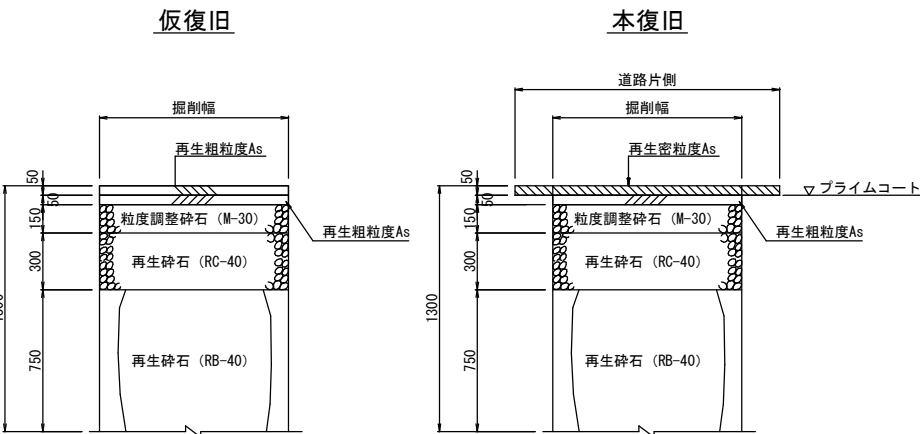 仮復旧
掘削幅
再生粗粒度As
50
50
150
粒度調整砕石（M-30）
再生粗粒度As
300
再生砕石（RC-40）
750
再生砕石（RB-40）
本復旧
道路片側
掘削幅
再生密粒度As
50
▽ プライムコート
50
150
粒度調整砕石（M-30）
再生粗粒度As
300
再生砕石（RC-40）
1300
750
再生砕石（RB-40）